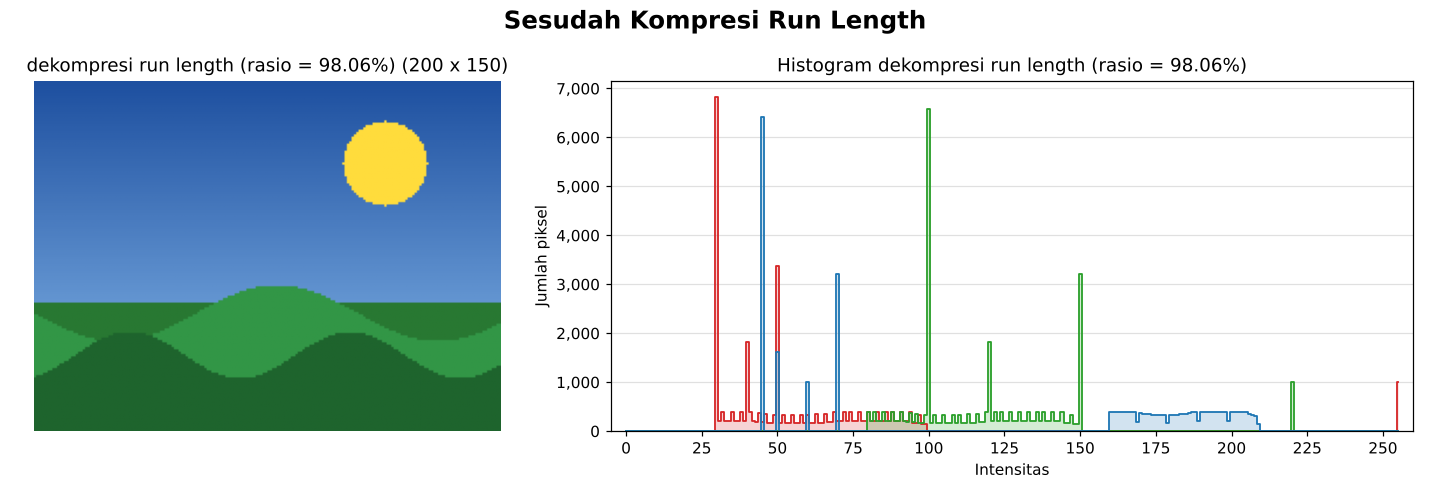 Sesudah Kompresi Run Length
dekompresi run length (rasio = 98.06%) (200 x 150)
Histogram dekompresi run length (rasio = 98.06%)
Jumlah piksel
7,000
6,000
5,000
4,000
3,000
2,000
1,000
0
0 25 50 75 100 125 150 175 200 225 250
Intensitas